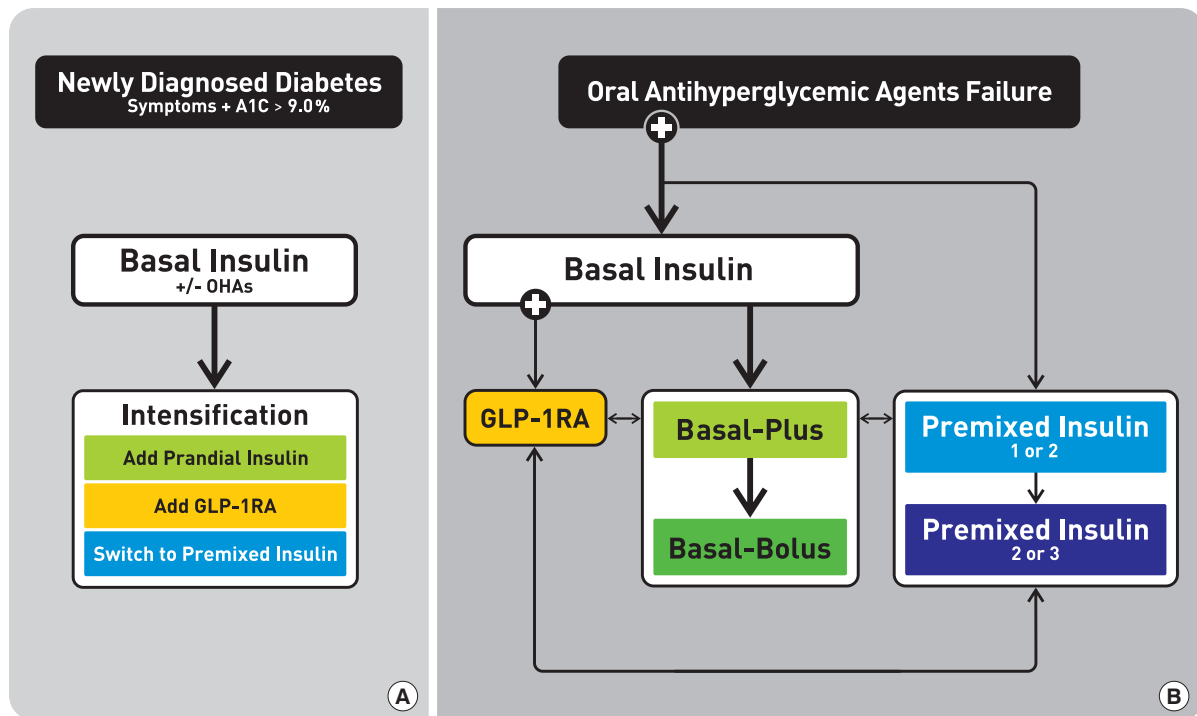 Newly Diagnosed Diabetes
Symptoms + A1C > 9.0%
Basal Insulin
+/- OHAs
Intensification
Add Prandial Insulin
Add GLP-1RA
Switch to Premixed Insulin
A
Oral Antihyperglycemic Agents Failure
Basal Insulin
GLP-1RA
Basal-Plus
Basal-Bolus
Premixed Insulin
1 or 2
Premixed Insulin
2 or 3
B